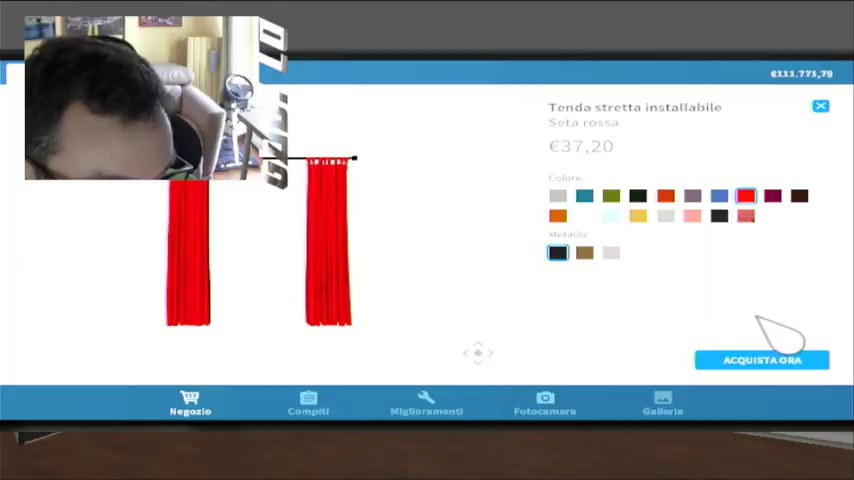 €111.771,79
Tenda stretta installabile
Seta rossa
€37,20
Colore:
Metallo:
ACQUISTA ORA
Negozio
Compiti
Miglioramenti
Fotocamera
Galleria